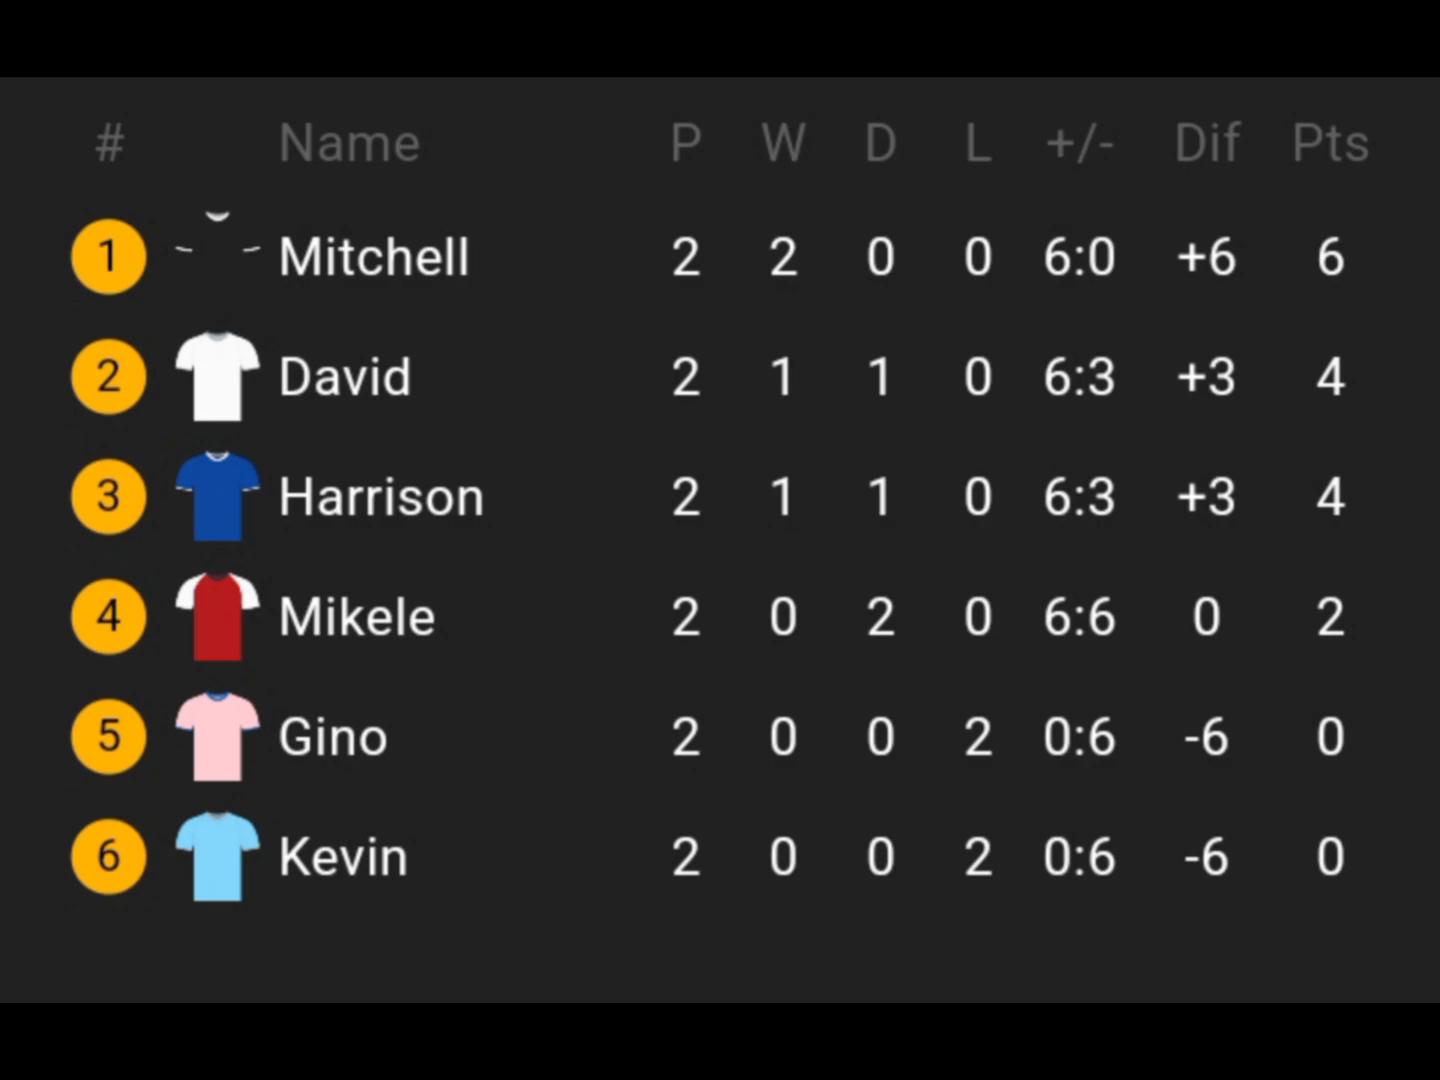 # Name P W D L +/- Dif Pts
1 Mitchell 2 2 0 0 6:0 +6 6
2 David 2 1 1 0 6:3 +3 4
3 Harrison 2 1 1 0 6:3 +3 4
4 Mikele 2 0 2 0 6:6 0 2
5 Gino 2 0 0 2 0:6 -6 0
6 Kevin 2 0 0 2 0:6 -6 0